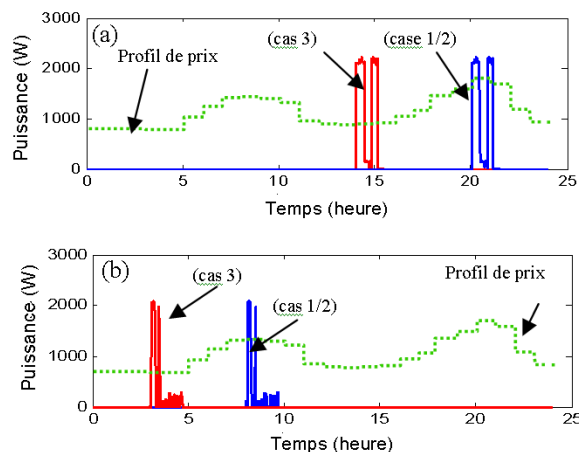 (a)
(cas 3)
(case 1/2)
Profil de prix
Puissance (W)
3000
2000
1000
0
0
5
10
15
20
25
Temps (heure)
(b)
(cas 3)
(cas 1/2)
Profil de prix
Puissance (W)
3000
2000
1000
0
0
5
10
15
20
25
Temps (heure)